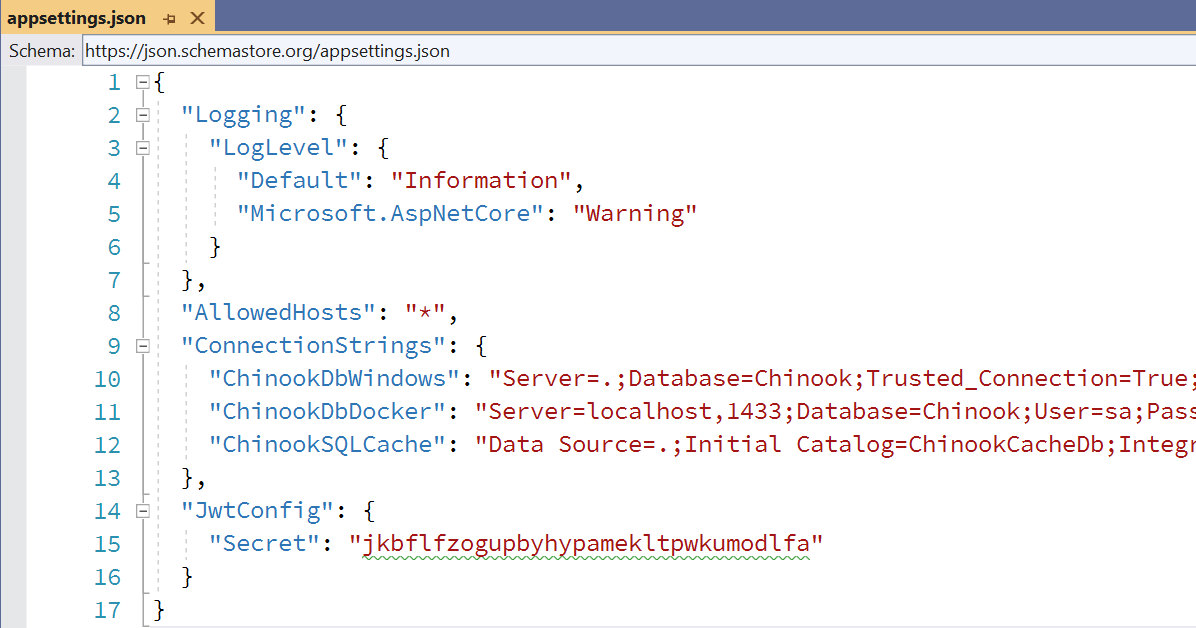 appsettings.json
Schema: https://json.schemastore.org/appsettings.json
1 {
2 "Logging": {
3 "LogLevel": {
4 "Default": "Information",
5 "Microsoft.AspNetCore": "Warning"
6 }
7 },
8 "AllowedHosts": "*",
9 "ConnectionStrings": {
10 "ChinookDbWindows": "Server=.;Database=Chinook;Trusted_Connection=True;
11 "ChinookDbDocker": "Server=localhost,1433;Database=Chinook;User=sa;Pass
12 "ChinookSQLCache": "Data Source=.;Initial Catalog=ChinookCacheDb;Integr
13 },
14 "JwtConfig": {
15 "Secret": "jkbflfzogupbyhypamekltpwkumodlfa"
16 }
17 }